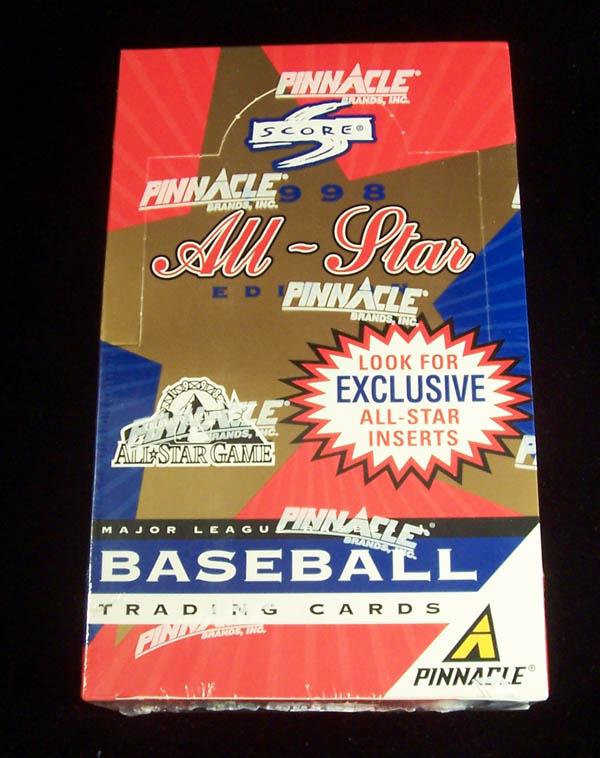 PINNACLE®
BRANDS, INC.
SCORE®
PINNACLE®
BRANDS, INC.
998
All-Star
PINNACLE®
BRANDS, INC.
LOOK FOR
EXCLUSIVE
ALL-STAR
INSERTS
PINNACLE
BRANDS, INC.
ALL★STAR GAME
PINNACLE®
BRANDS, INC.
MAJOR LEAGU
BASEBALL
TRADING CARDS
PINNACLE
BRANDS, INC.
PINNACLE®